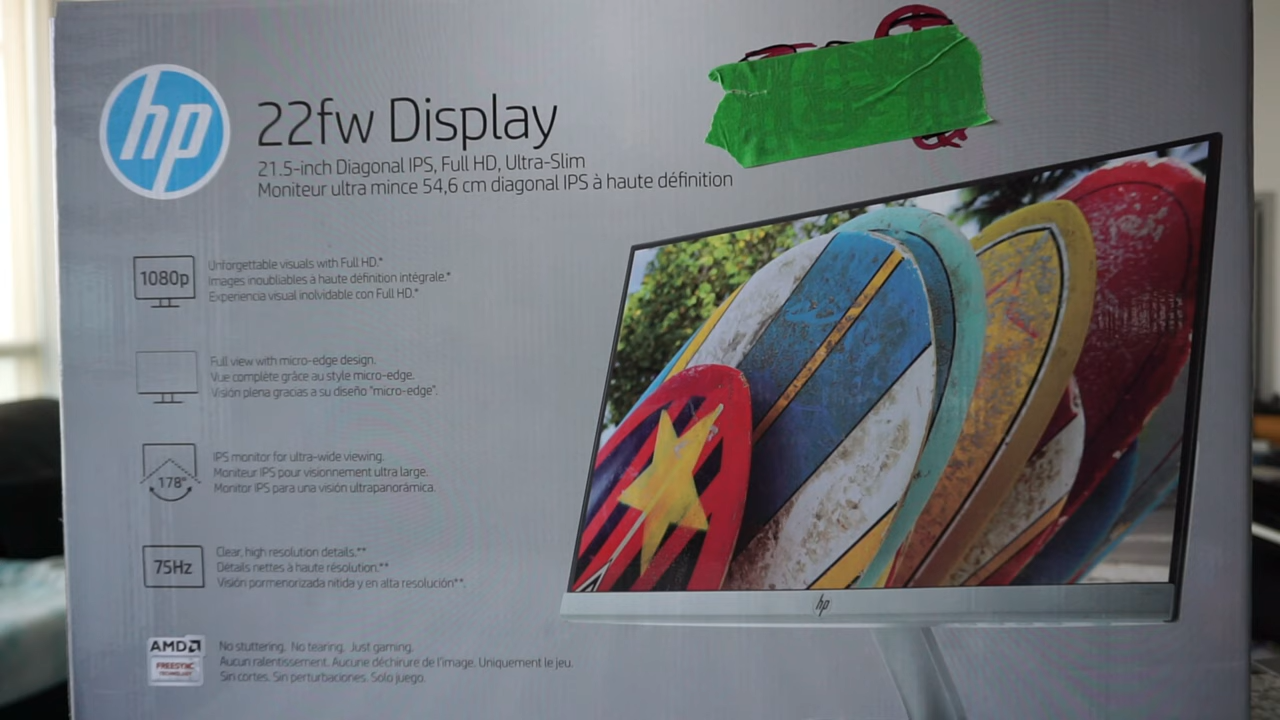 hp
22fw Display
21.5-inch Diagonal IPS, Full HD, Ultra-Slim
Moniteur ultra mince 54,6 cm diagonal IPS à haute définition
1080p
Unforgettable visuals with Full HD.*
Images inoubliables à haute définition intégrale.*
Experiencia visual inolvidable con Full HD.*
Full view with micro-edge design.
Vue complète grâce au style micro-edge.
Visión plena gracias a su diseño "micro-edge".
178°
IPS monitor for ultra-wide viewing.
Moniteur IPS pour visionnement ultra large.
Monitor IPS para una visión ultrapanorámica.
75Hz
Clear, high resolution details.**
Détails nettes à haute résolution.**
Visión pormenorizada nítida y en alta resolución**.
AMD
FREESYNC
TECHNOLOGY
No stuttering. No tearing. Just gaming.
Aucun ralentissement. Aucune déchirure de l'image. Uniquement le jeu.
Sin cortes. Sin perturbaciones. Solo juego.
hp